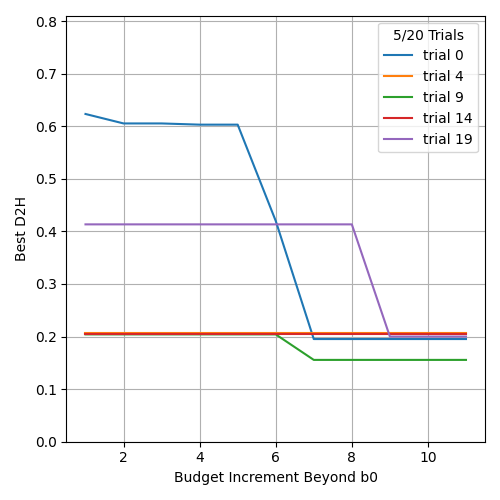 0.8
0.7
0.6
0.5
0.4
0.3
0.2
0.1
0.0
Best D2H
5/20 Trials
trial 0
trial 4
trial 9
trial 14
trial 19
2 4 6 8 10
Budget Increment Beyond b0